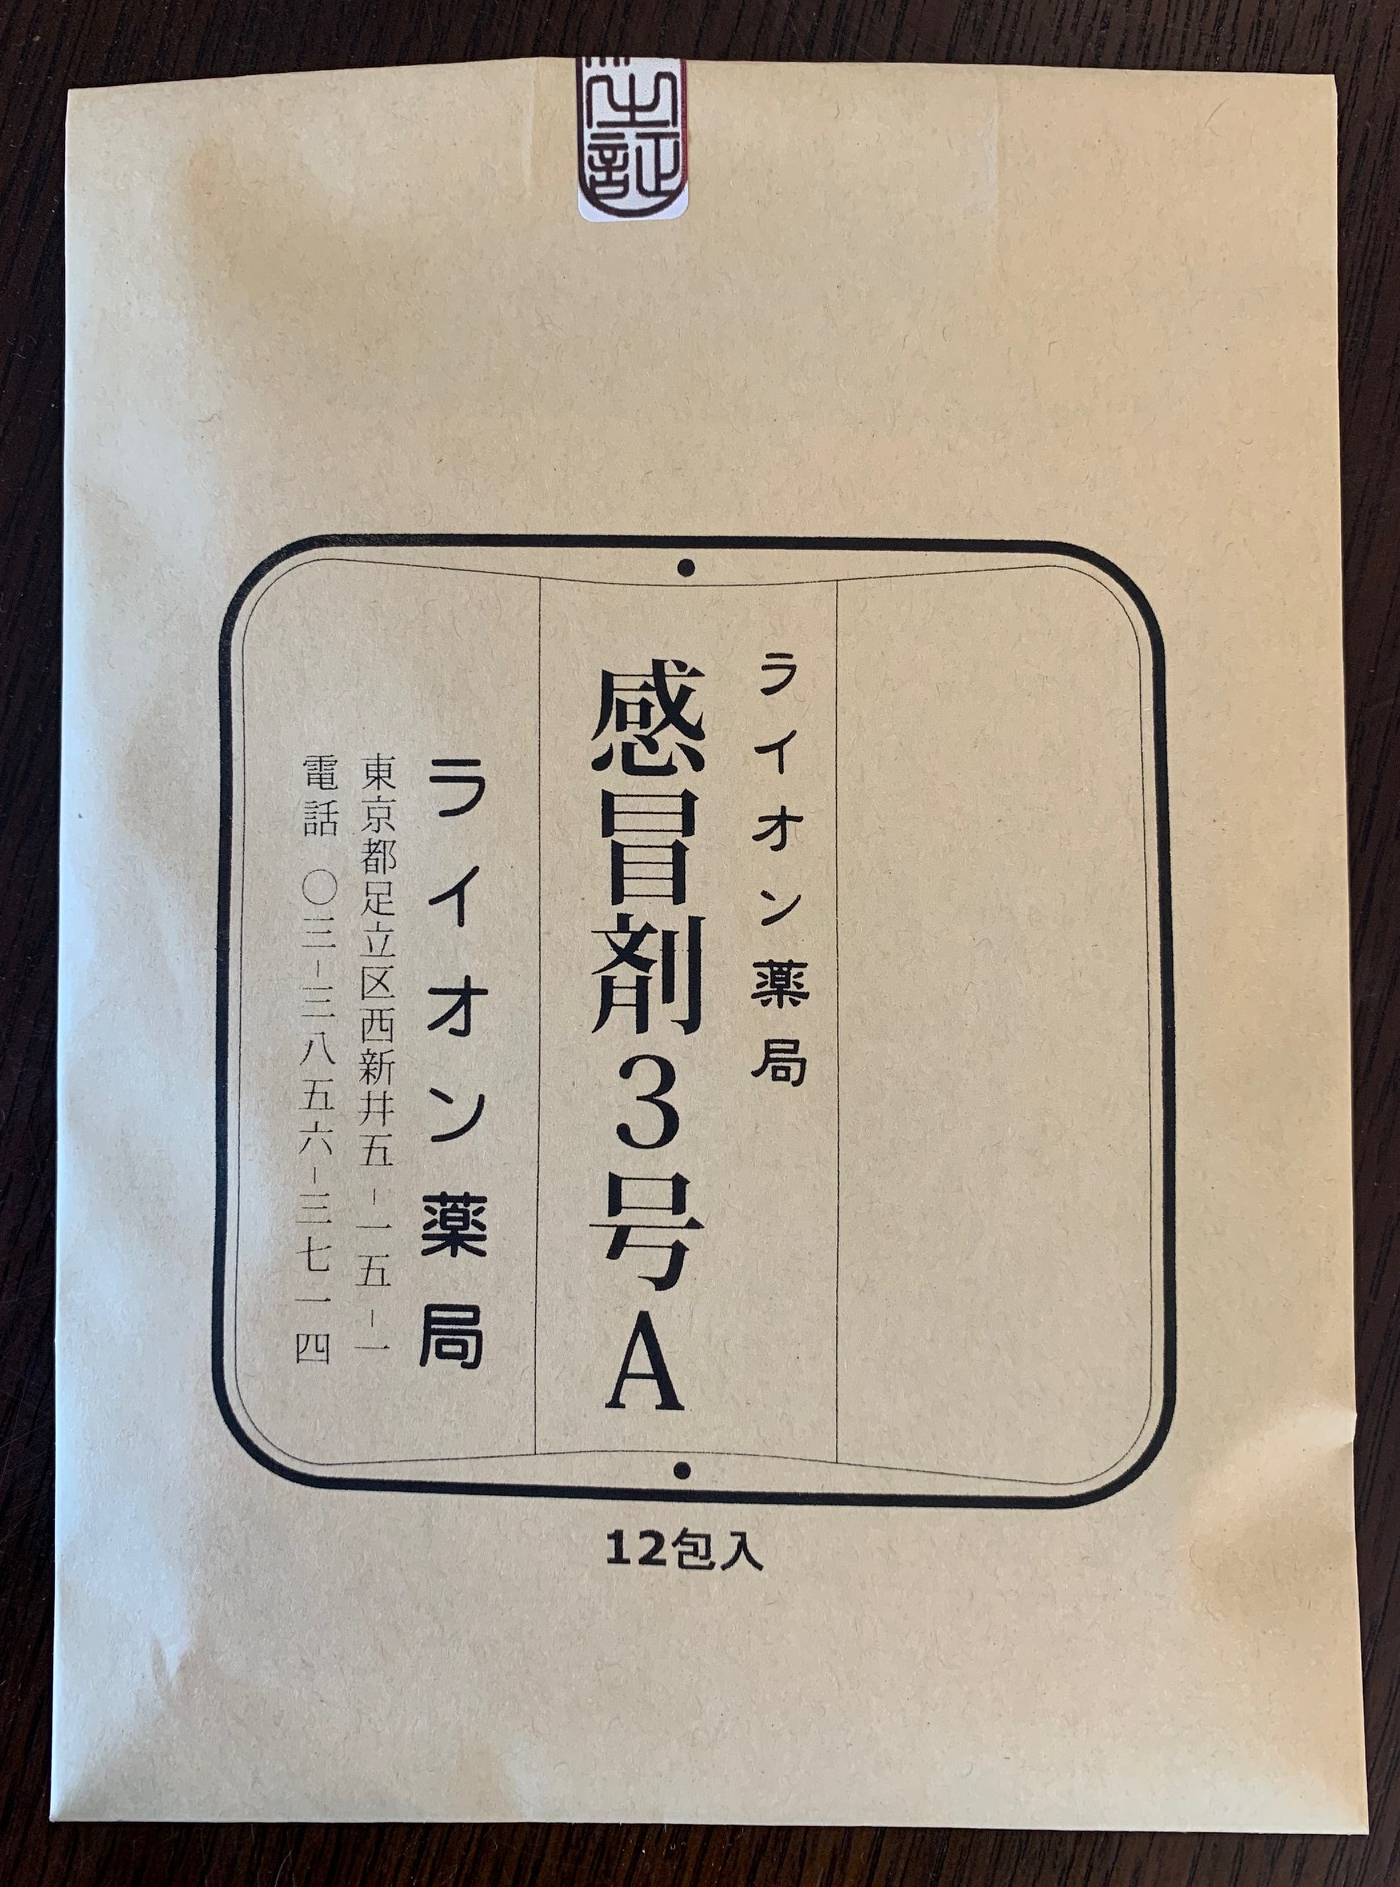 ライオン薬局
感冒剤3号A
ライオン薬局
東京都足立区西新井五-一五-一
電話 〇三-三八五六-三七一四
12包入